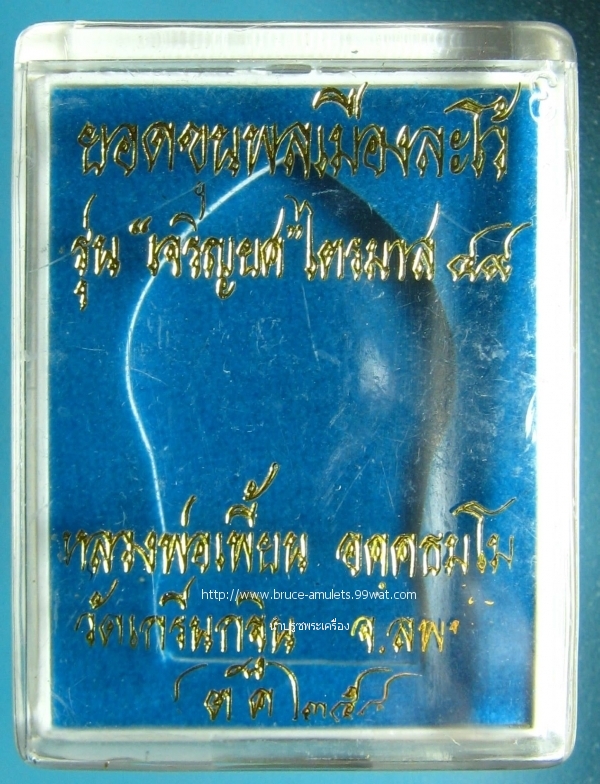 ยอดขุนพลเมืองละโว้
รุ่น "เจริญยศ" ไตรมาส ๔๙
หลวงพ่อเพี้ยน อคฺคธมฺโม
http://www.bruce-amulets.99wat.com
วัดเกริ่นกฐิน จ.ลพ